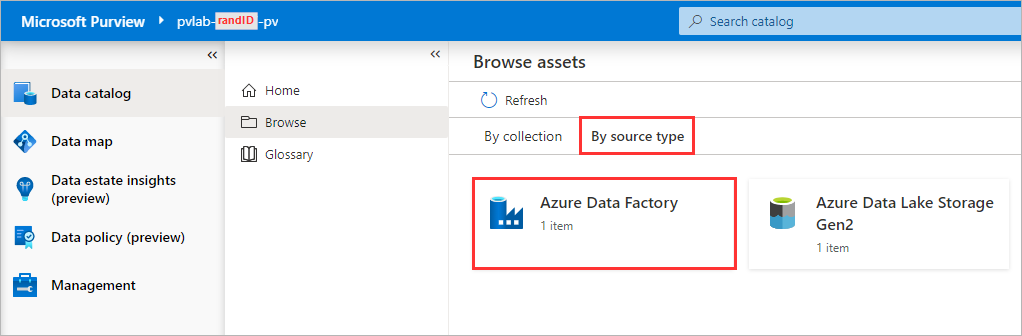 Microsoft Purview pvlab-randID-pv Search catalog
Data catalog
Data map
Data estate insights
(preview)
Data policy (preview)
Management
Home
Browse
Glossary
Browse assets
Refresh
By collection By source type
Azure Data Factory
1 item
Azure Data Lake Storage
Gen2
1 item